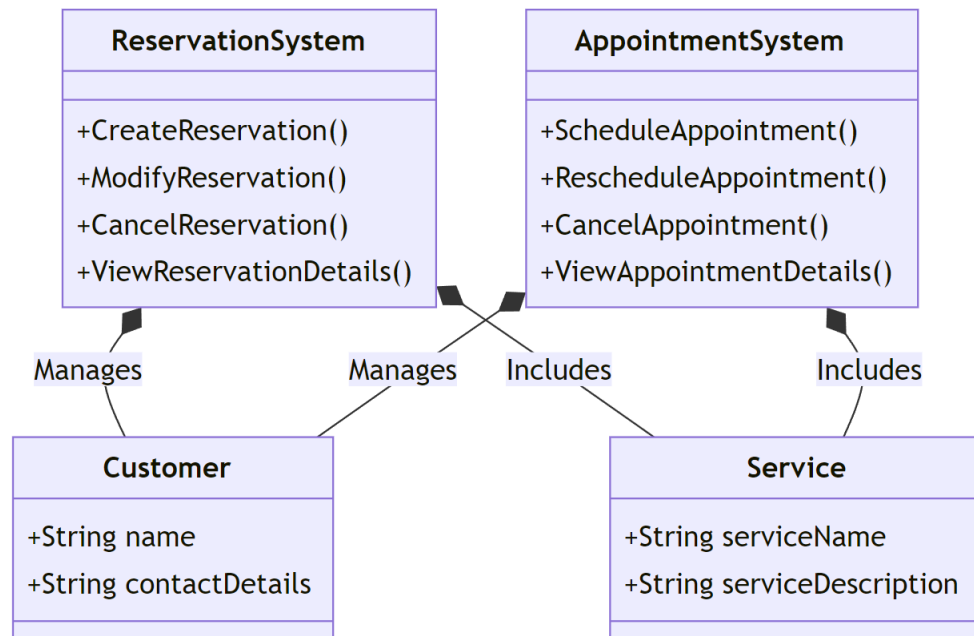 ReservationSystem
+CreateReservation()
+ModifyReservation()
+CancelReservation()
+ViewReservationDetails()
AppointmentSystem
+ScheduleAppointment()
+RescheduleAppointment()
+CancelAppointment()
+ViewAppointmentDetails()
Manages
Manages
Includes
Includes
Customer
+String name
+String contactDetails
Service
+String serviceName
+String serviceDescription